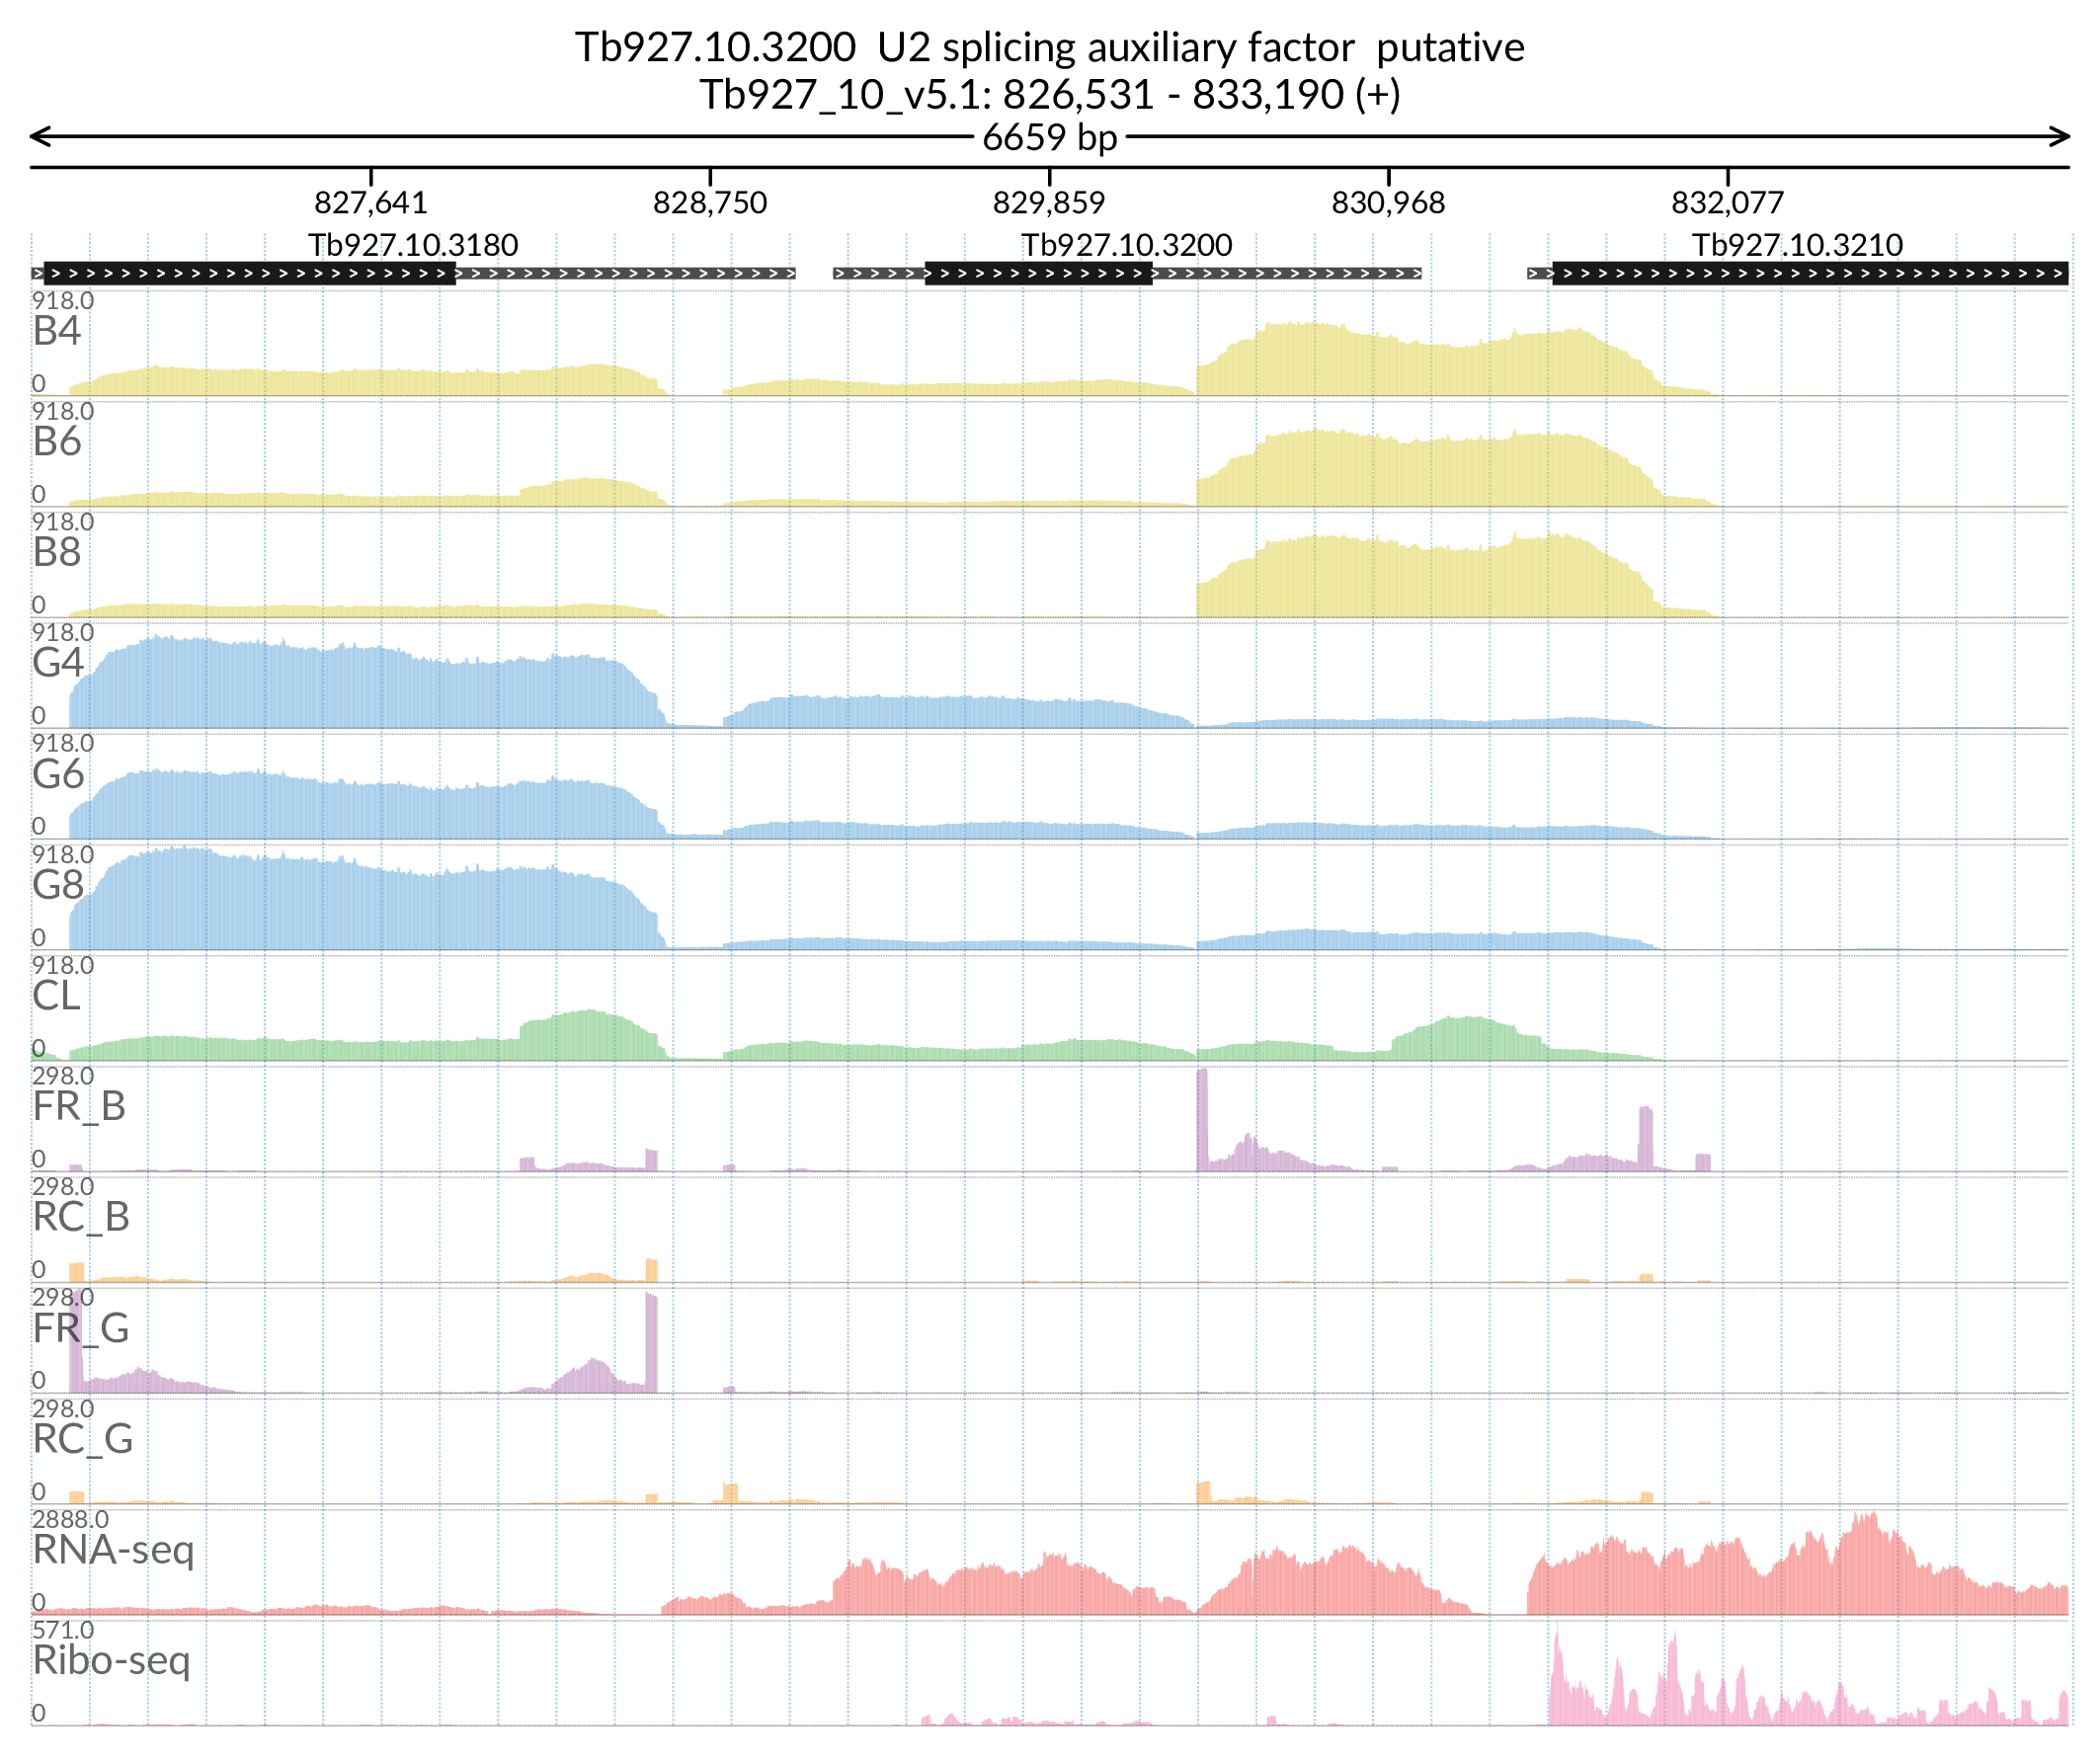 Tb927.10.3200  U2 splicing auxiliary factor  putative
Tb927_10_v5.1: 826,531 - 833,190 (+)
6659 bp
827,641 828,750 829,859 830,968 832,077
Tb927.10.3180 Tb927.10.3200 Tb927.10.3210
918.0
B4
0
918.0
B6
0
918.0
B8
0
918.0
G4
0
918.0
G6
0
918.0
G8
0
918.0
CL
0
298.0
FR_B
0
298.0
RC_B
0
298.0
FR_G
0
298.0
RC_G
0
2888.0
RNA-seq
0
571.0
Ribo-seq
0